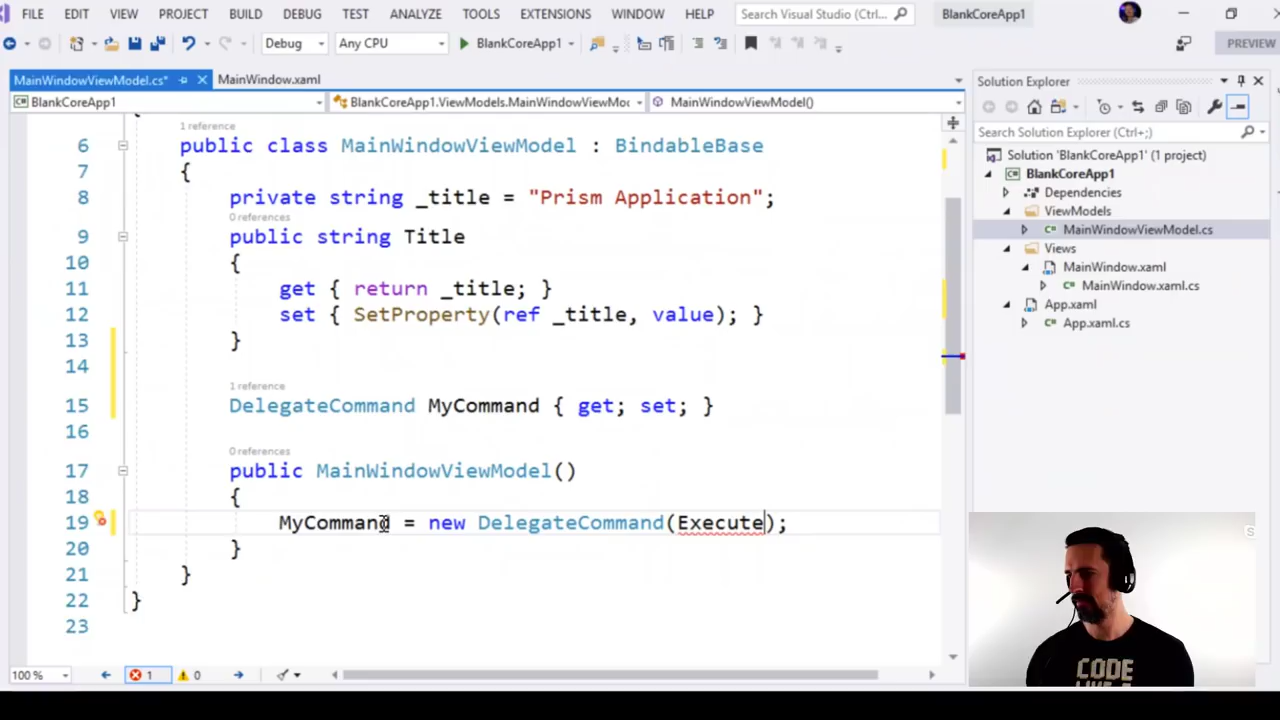 FILE EDIT VIEW PROJECT BUILD DEBUG TEST ANALYZE TOOLS EXTENSIONS WINDOW HELP Search Visual Studio (Ctrl+;) BlankCoreApp1
Debug Any CPU BlankCoreApp1 PREVIEW
MainWindowViewModel.cs* MainWindow.xaml
BlankCoreApp1 BlankCoreApp1.ViewModels.MainWindowViewMoc MainWindowViewModel()
1 reference
6 public class MainWindowViewModel : BindableBase
7 {
8 private string _title = "Prism Application";
0 references
9 public string Title
10 {
11 get { return _title; }
12 set { SetProperty(ref _title, value); }
13 }
14
1 reference
15 DelegateCommand MyCommand { get; set; }
16
0 references
17 public MainWindowViewModel()
18 {
19 MyCommand = new DelegateCommand(Execute);
20 }
21 }
22 }
23
100 % 1 0
Solution Explorer
Search Solution Explorer (Ctrl+;)
Solution 'BlankCoreApp1' (1 project)
BlankCoreApp1
Dependencies
ViewModels
MainWindowViewModel.cs
Views
MainWindow.xaml
MainWindow.xaml.cs
App.xaml
App.xaml.cs
S
CODE